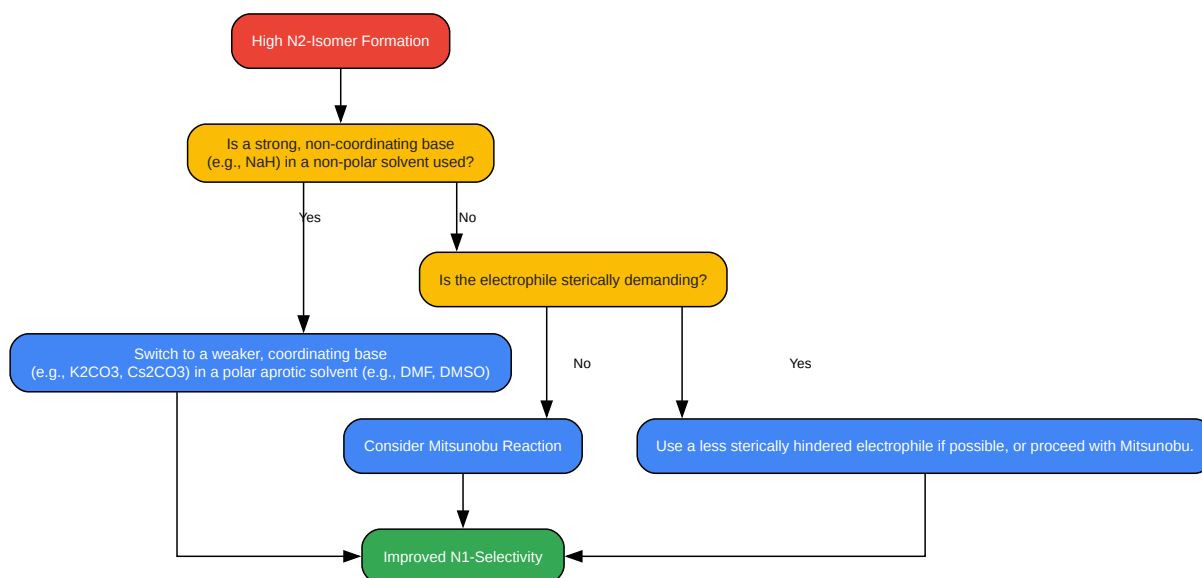 High N2-Isomer Formation
Is a strong, non-coordinating base
(e.g., NaH) in a non-polar solvent used?
Yes
No
Is the electrophile sterically demanding?
Switch to a weaker, coordinating base
(e.g., K2CO3, Cs2CO3) in a polar aprotic solvent (e.g., DMF, DMSO)
No
Yes
Consider Mitsunobu Reaction
Use a less sterically hindered electrophile if possible, or proceed with Mitsunobu.
Improved N1-Selectivity